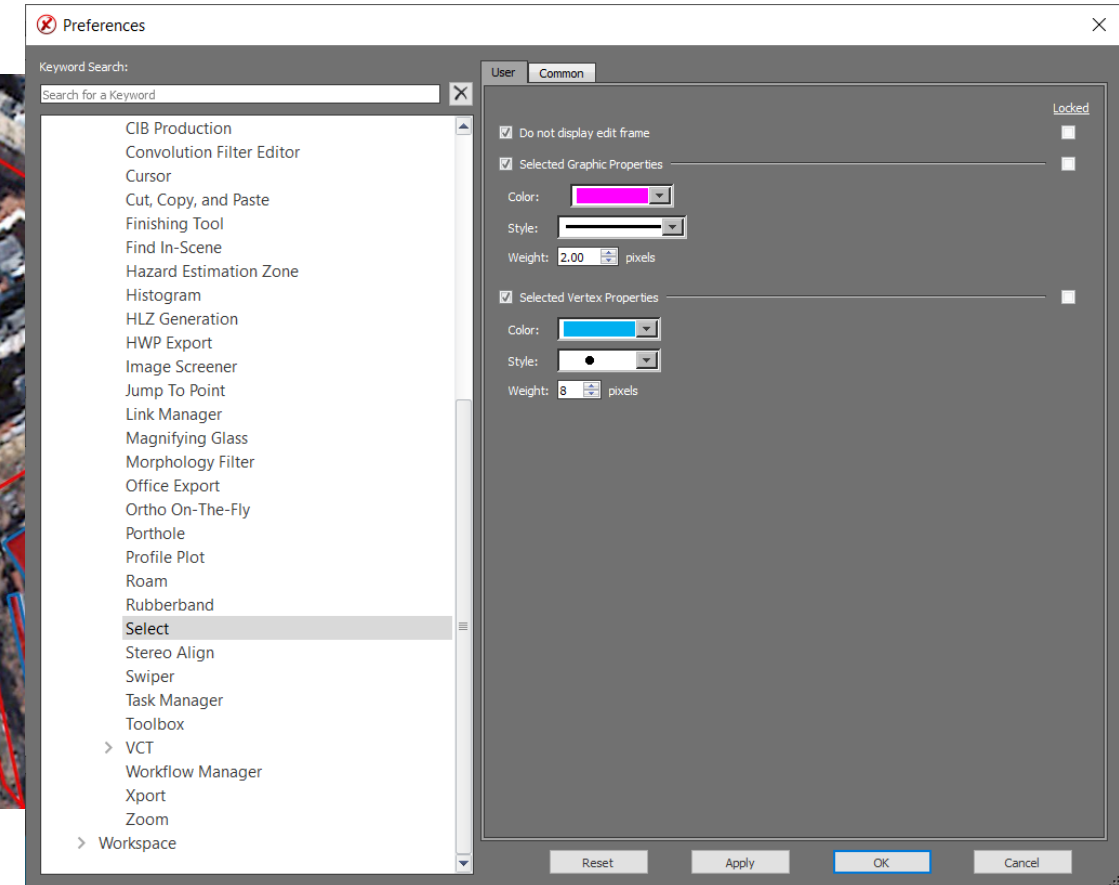 Preferences
Keyword Search:
Search for a Keyword
CIB Production
Convolution Filter Editor
Cursor
Cut, Copy, and Paste
Finishing Tool
Find In-Scene
Hazard Estimation Zone
Histogram
HLZ Generation
HWP Export
Image Screener
Jump To Point
Link Manager
Magnifying Glass
Morphology Filter
Office Export
Ortho On-The-Fly
Porthole
Profile Plot
Roam
Rubberband
Select
Stereo Align
Swiper
Task Manager
Toolbox
VCT
Workflow Manager
Xport
Zoom
Workspace
User Common
Locked
Do not display edit frame
Selected Graphic Properties
Color:
Style:
Weight: 2.00 pixels
Selected Vertex Properties
Color:
Style:
Weight: 8 pixels
Reset Apply OK Cancel